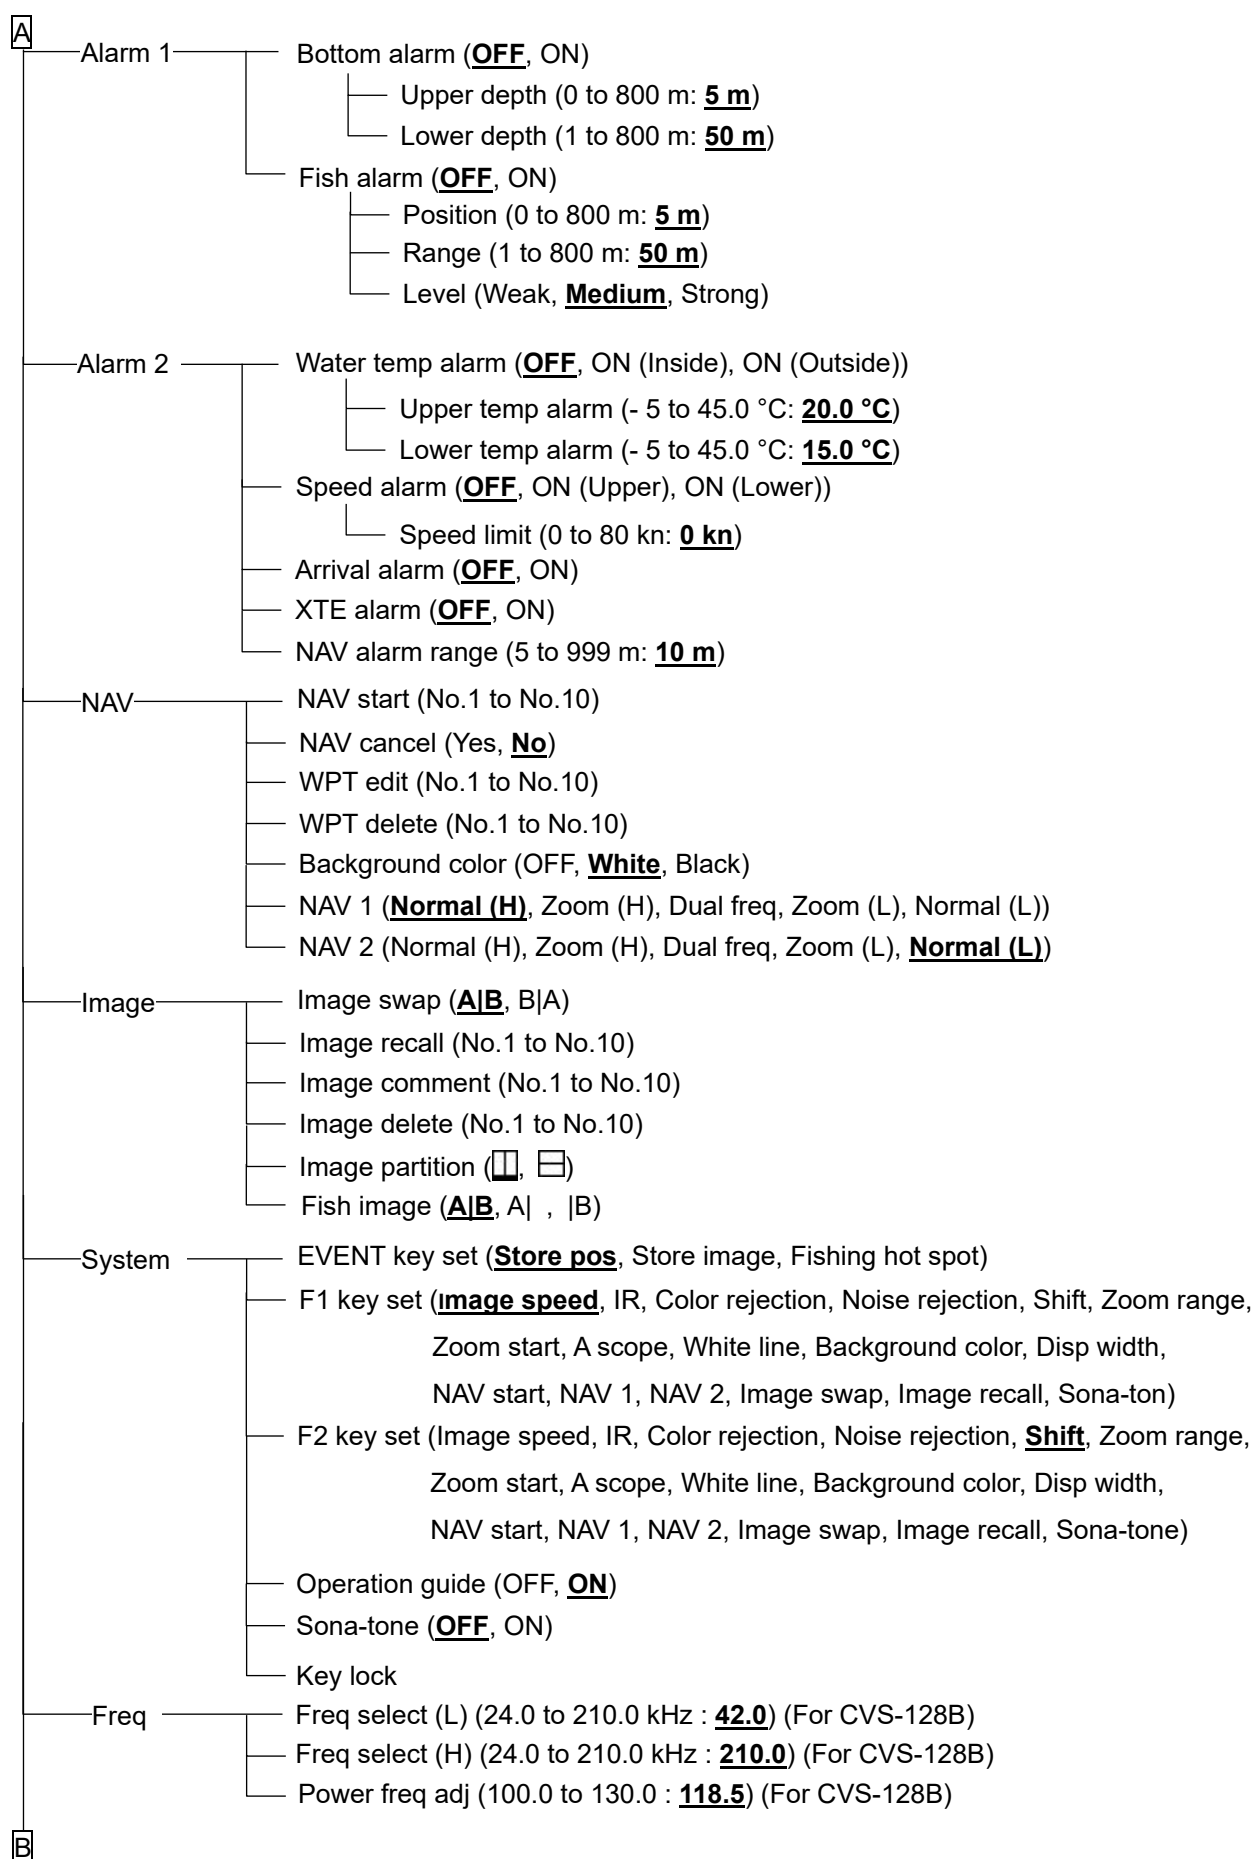 A
Alarm 1
Bottom alarm (OFF, ON)
Upper depth (0 to 800 m: 5 m)
Lower depth (1 to 800 m: 50 m)
Fish alarm (OFF, ON)
Position (0 to 800 m: 5 m)
Range (1 to 800 m: 50 m)
Level (Weak, Medium, Strong)
Alarm 2
Water temp alarm (OFF, ON (Inside), ON (Outside))
Upper temp alarm (- 5 to 45.0 °C: 20.0 °C)
Lower temp alarm (- 5 to 45.0 °C: 15.0 °C)
Speed alarm (OFF, ON (Upper), ON (Lower))
Speed limit (0 to 80 kn: 0 kn)
Arrival alarm (OFF, ON)
XTE alarm (OFF, ON)
NAV alarm range (5 to 999 m: 10 m)
NAV
NAV start (No.1 to No.10)
NAV cancel (Yes, No)
WPT edit (No.1 to No.10)
WPT delete (No.1 to No.10)
Background color (OFF, White, Black)
NAV 1 (Normal (H), Zoom (H), Dual freq, Zoom (L), Normal (L))
NAV 2 (Normal (H), Zoom (H), Dual freq, Zoom (L), Normal (L))
Image
Image swap (A|B, B|A)
Image recall (No.1 to No.10)
Image comment (No.1 to No.10)
Image delete (No.1 to No.10)
Image partition ( , )
Fish image (A|B, A| , |B)
System
EVENT key set (Store pos, Store image, Fishing hot spot)
F1 key set (Image speed, IR, Color rejection, Noise rejection, Shift, Zoom range,
Zoom start, A scope, White line, Background color, Disp width,
NAV start, NAV 1, NAV 2, Image swap, Image recall, Sona-ton)
F2 key set (Image speed, IR, Color rejection, Noise rejection, Shift, Zoom range,
Zoom start, A scope, White line, Background color, Disp width,
NAV start, NAV 1, NAV 2, Image swap, Image recall, Sona-tone)
Operation guide (OFF, ON)
Sona-tone (OFF, ON)
Key lock
Freq
Freq select (L) (24.0 to 210.0 kHz : 42.0) (For CVS-128B)
Freq select (H) (24.0 to 210.0 kHz : 210.0) (For CVS-128B)
Power freq adj (100.0 to 130.0 : 118.5) (For CVS-128B)
B